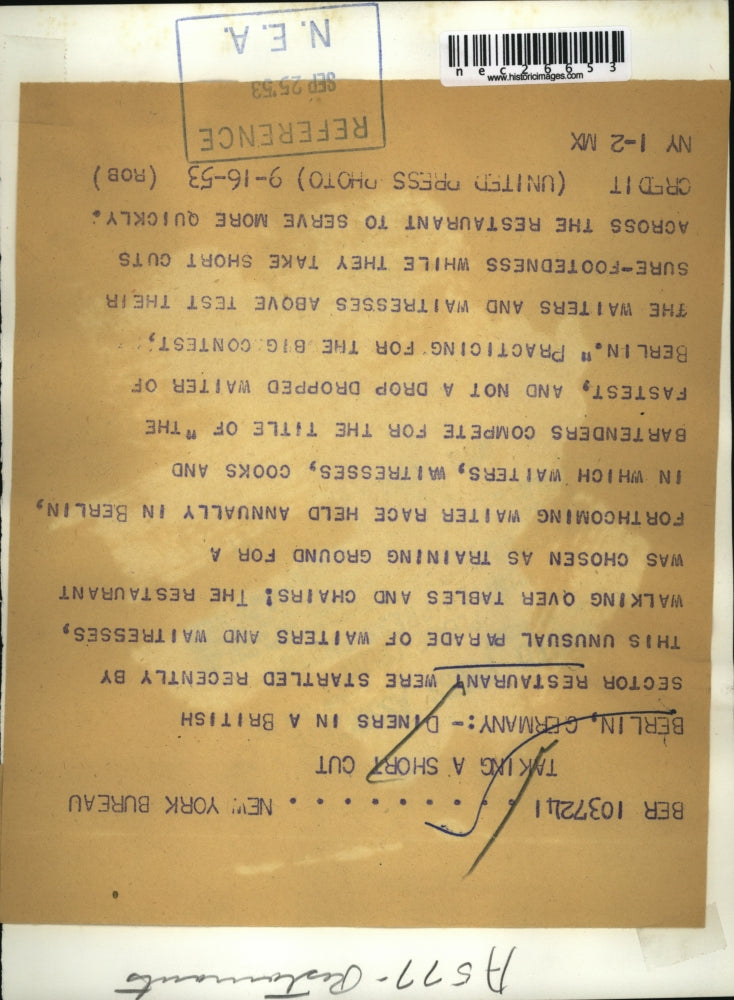 A577 - Restaurants
BER 1037241 . . . . . . . . . NEW YORK BUREAU
TAKING A SHORT CUT
BERLIN, GERMANY:- DINERS IN A BRITISH
SECTOR RESTAURANT WERE STARTLED RECENTLY BY
THIS UNUSUAL PARADE OF WAITERS AND WAITRESSES,
WALKING OVER TABLES AND CHAIRS! THE RESTAURANT
WAS CHOSEN AS TRAINING GROUND FOR A
FORTHCOMING WAITER RACE HELD ANNUALLY IN BERLIN,
IN WHICH WAITERS, WAITRESSES, COOKS AND
BARTENDERS COMPETE FOR THE TITLE OF "THE
FASTEST, AND NOT A DROP DROPPED WAITER OF
BERLIN." PRACTICING FOR THE BIG CONTEST,
THE WAITERS AND WAITRESSES ABOVE TEST THEIR
SURE-FOOTEDNESS WHILE THEY TAKE SHORT CUTS
ACROSS THE RESTAURANT TO SERVE MORE QUICKLY.
CREDIT (UNITED PRESS PHOTO) 9-16-53 (ROB)
NY 1-2 MX
REFERENCE
SEP 25 '53
N.E.A.
nec26653
www.historicimages.com